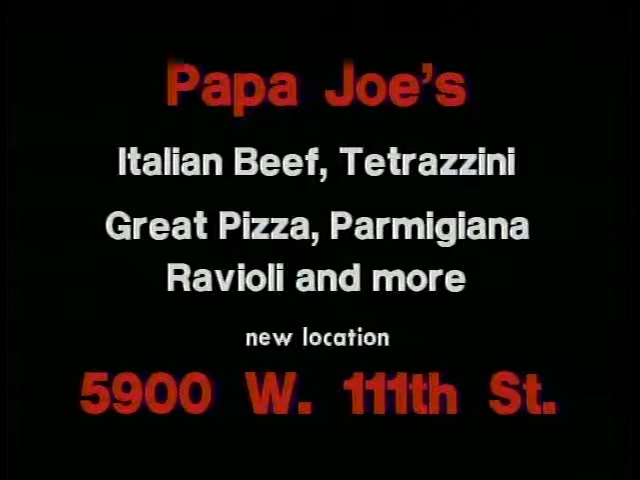 Papa Joe's
Italian Beef, Tetrazzini
Great Pizza, Parmigiana
Ravioli and more
new location
5900 W. 111th St.